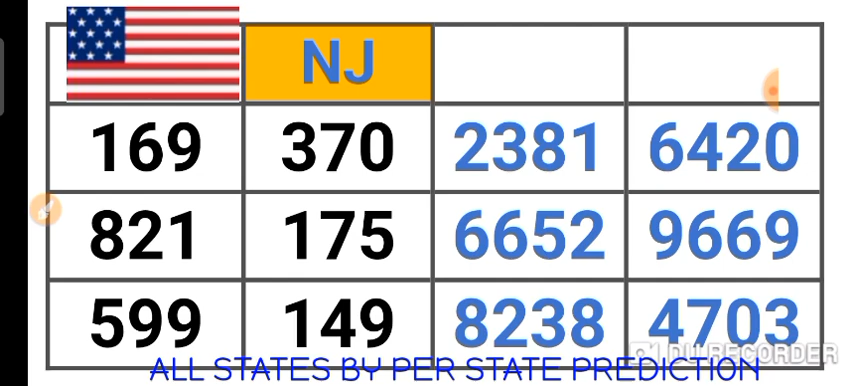 NJ
169 370 2381 6420
821 175 6652 9669
599 149 8238 4703
DU RECORDER
ALL STATES BY PER STATE PREDICTION